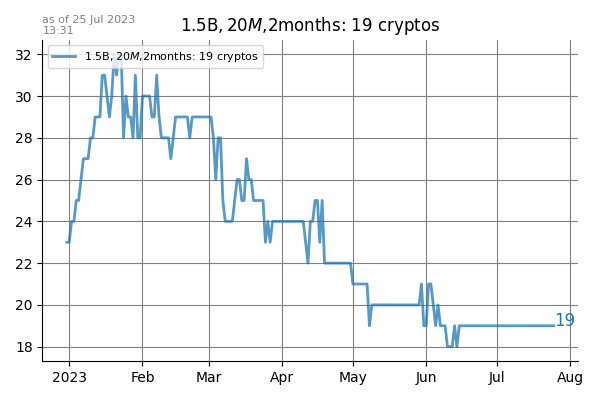 as of 25 Jul 2023
13:31
1.5B, 20M,2months: 19 cryptos
1.5B, 20M,2months: 19 cryptos
32
30
28
26
24
22
20
18
19
2023 Feb Mar Apr May Jun Jul Aug